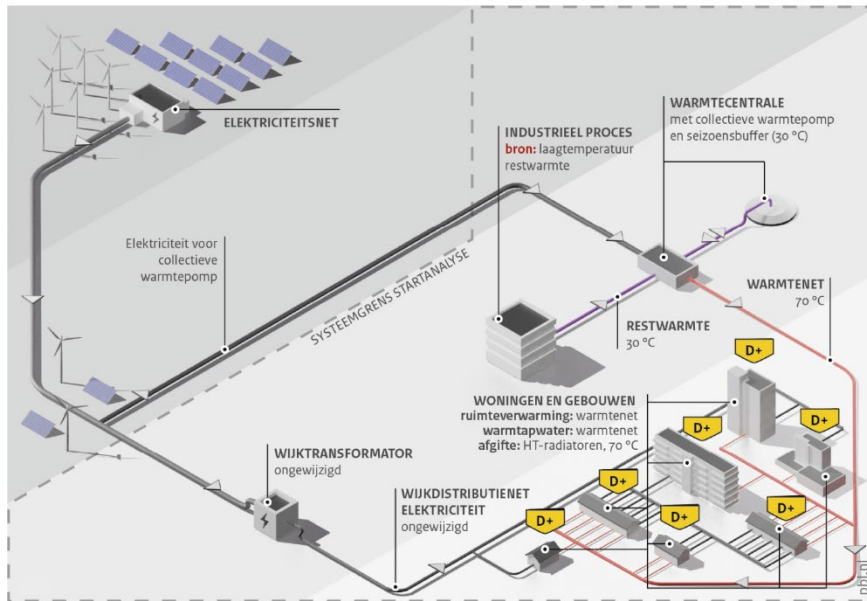 ELEKTRICITEITSNET
INDUSTRIEEL PROCES
bron: laagtemperatuur
restwarmte
WARMTECENTRALE
met collectieve warmtepomp
en seizoensbuffer (30 °C)
Elektriciteit voor
collectieve
warmtepomp
SYSTEEMGRENS STARTANALYSE
RESTWARMTE
30 °C
WARMTENET
70 °C
D+
WONINGEN EN GEBOUWEN
ruimteverwarming: warmtenet
warmtapwater: warmtenet
afgifte: HT-radiatoren, 70 °C
D+
D+
WIJKTRANSFORMATOR
ongewijzigd
WIJKDISTRIBUTIENET
ELEKTRICITEIT
ongewijzigd
D+
D+
D+
D+
pbl.nl